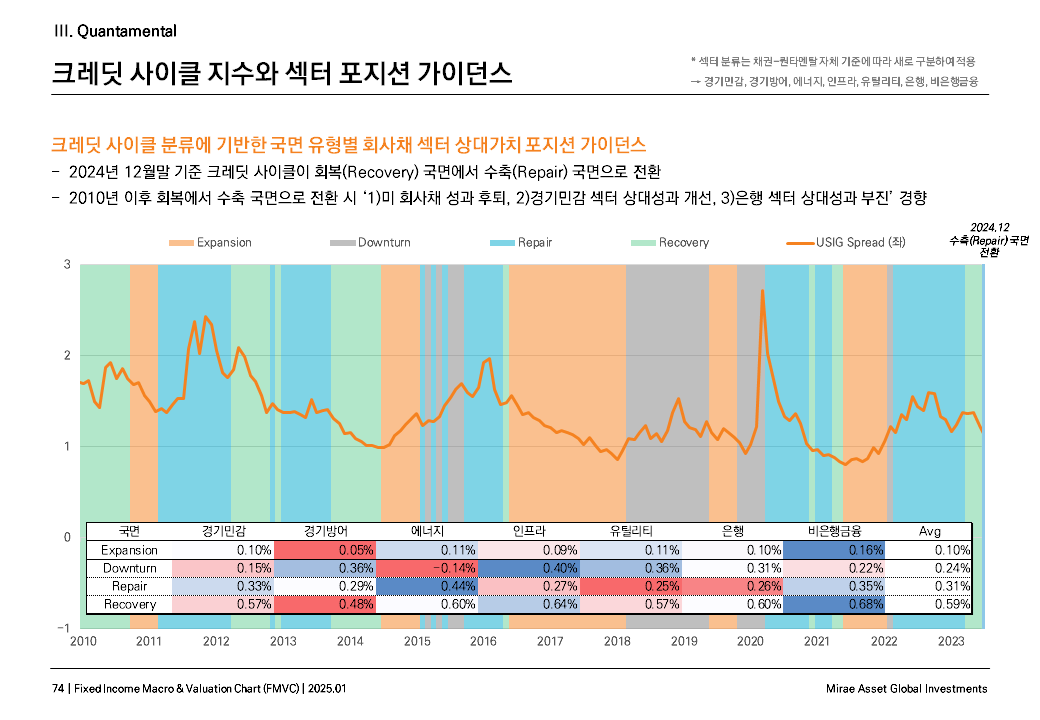 III. Quantamental
크레딧 사이클 지수와 섹터 포지션 가이던스
* 섹터 분류는 채권-퀀타멘탈 자체 기준에 따라 새로 구분하여 적용
→ 경기민감, 경기방어, 에너지, 인프라, 유틸리티, 은행, 비은행금융
크레딧 사이클 분류에 기반한 국면 유형별 회사채 섹터 상대가치 포지션 가이던스
- 2024년 12월말 기준 크레딧 사이클이 회복(Recovery) 국면에서 수축(Repair) 국면으로 전환
- 2010년 이후 회복에서 수축 국면으로 전환 시 '1)미 회사채 성과 후퇴, 2)경기민감 섹터 상대성과 개선, 3)은행 섹터 상대성과 부진' 경향
2024.12
수축(Repair) 국면
전환
Expansion Downturn Repair Recovery USIG Spread (좌)
3
2
1
0
-1
국면 경기민감 경기방어 에너지 인프라 유틸리티 은행 비은행금융 Avg
Expansion 0.10% 0.05% 0.11% 0.09% 0.11% 0.10% 0.16% 0.10%
Downturn 0.15% 0.36% -0.14% 0.40% 0.36% 0.31% 0.22% 0.24%
Repair 0.33% 0.29% 0.44% 0.27% 0.25% 0.26% 0.35% 0.31%
Recovery 0.57% 0.48% 0.60% 0.64% 0.57% 0.60% 0.68% 0.59%
2010 2011 2012 2013 2014 2015 2016 2017 2018 2019 2020 2021 2022 2023
74 | Fixed Income Macro & Valuation Chart (FMVC) | 2025.01
Mirae Asset Global Investments